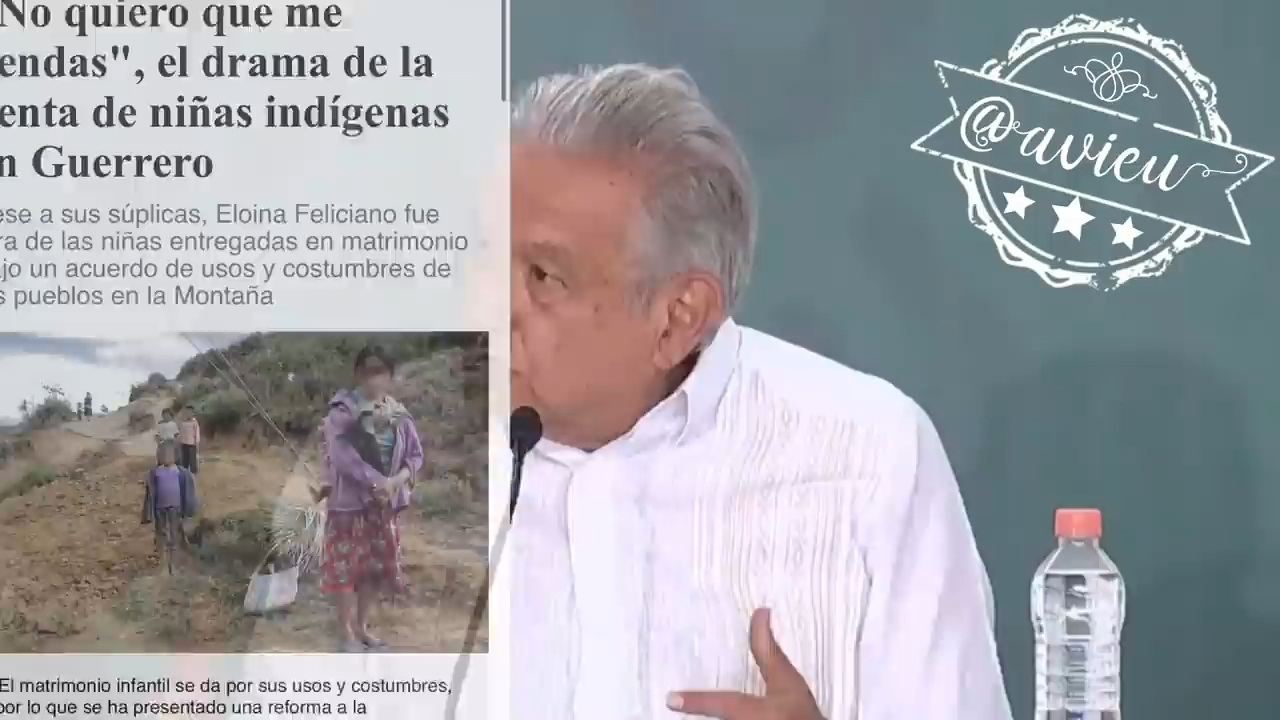 No quiero que me
endas", el drama de la
enta de niñas indígenas
n Guerrero
ese a sus súplicas, Eloina Feliciano fue
ra de las niñas entregadas en matrimonio
ajo un acuerdo de usos y costumbres de
s pueblos en la Montaña
El matrimonio infantil se da por sus usos y costumbres,
por lo que se ha presentado una reforma a la
@avieu